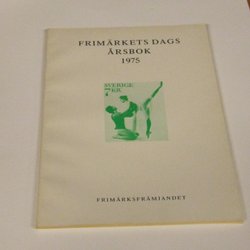 FRIMÄRKETS DAGS
ÅRSBOK
1975
SVERIGE
FRIMÄRKSFRÄMJANDET